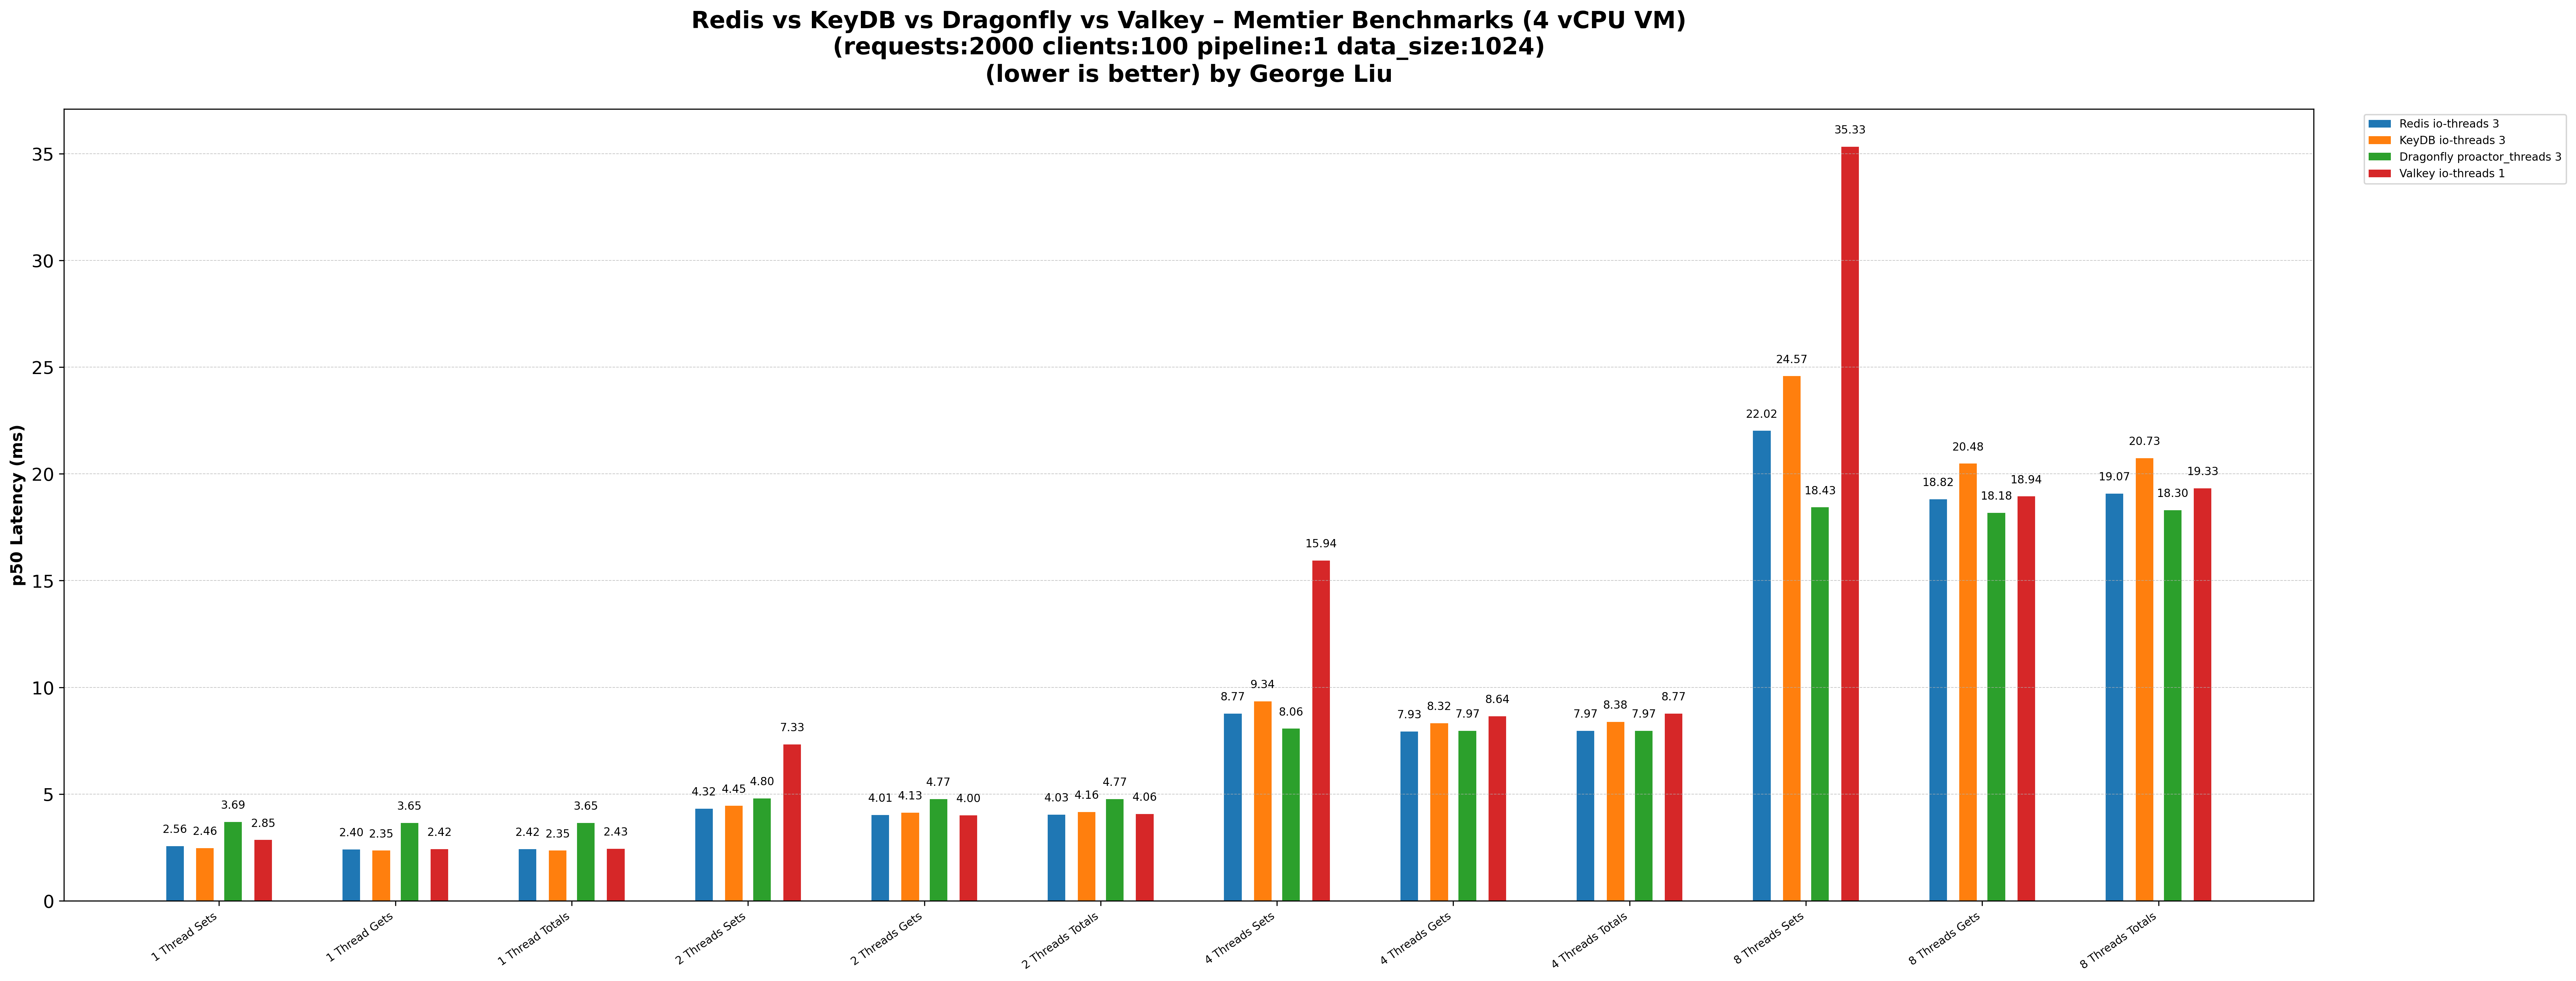 Redis vs KeyDB vs Dragonfly vs Valkey – Memtier Benchmarks (4 vCPU VM)
(requests:2000 clients:100 pipeline:1 data_size:1024)
(lower is better) by George Liu
Redis io-threads 3
KeyDB io-threads 3
Dragonfly proactor_threads 3
Valkey io-threads 1
p50 Latency (ms)
35
30
25
20
15
10
5
0
2.56 2.46 3.69 2.85
2.40 2.35 3.65 2.42
2.42 2.35 3.65 2.43
4.32 4.45 4.80 7.33
4.01 4.13 4.77 4.00
4.03 4.16 4.77 4.06
8.77 9.34 8.06 15.94
7.93 8.32 7.97 8.64
7.97 8.38 7.97 8.77
22.02 24.57 18.43 35.33
18.82 20.48 18.18 18.94
19.07 20.73 18.30 19.33
1 Thread Sets
1 Thread Gets
1 Thread Totals
2 Threads Sets
2 Threads Gets
2 Threads Totals
4 Threads Sets
4 Threads Gets
4 Threads Totals
8 Threads Sets
8 Threads Gets
8 Threads Totals